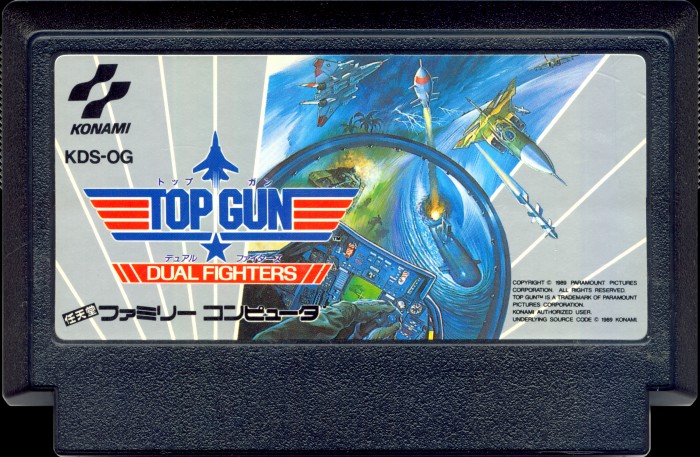 KONAMI
KDS-OG
トップ ガン
TOP GUN
デュアル ファイターズ
DUAL FIGHTERS
任天堂 ファミリー コンピュータ
COPYRIGHT © 1989 PARAMOUNT PICTURES
CORPORATION. ALL RIGHTS RESERVED.
TOP GUN™ IS A TRADEMARK OF PARAMOUNT
PICTURES CORPORATION.
KONAMI AUTHORIZED USER.
UNDERLYING SOURCE CODE © 1989 KONAMI.